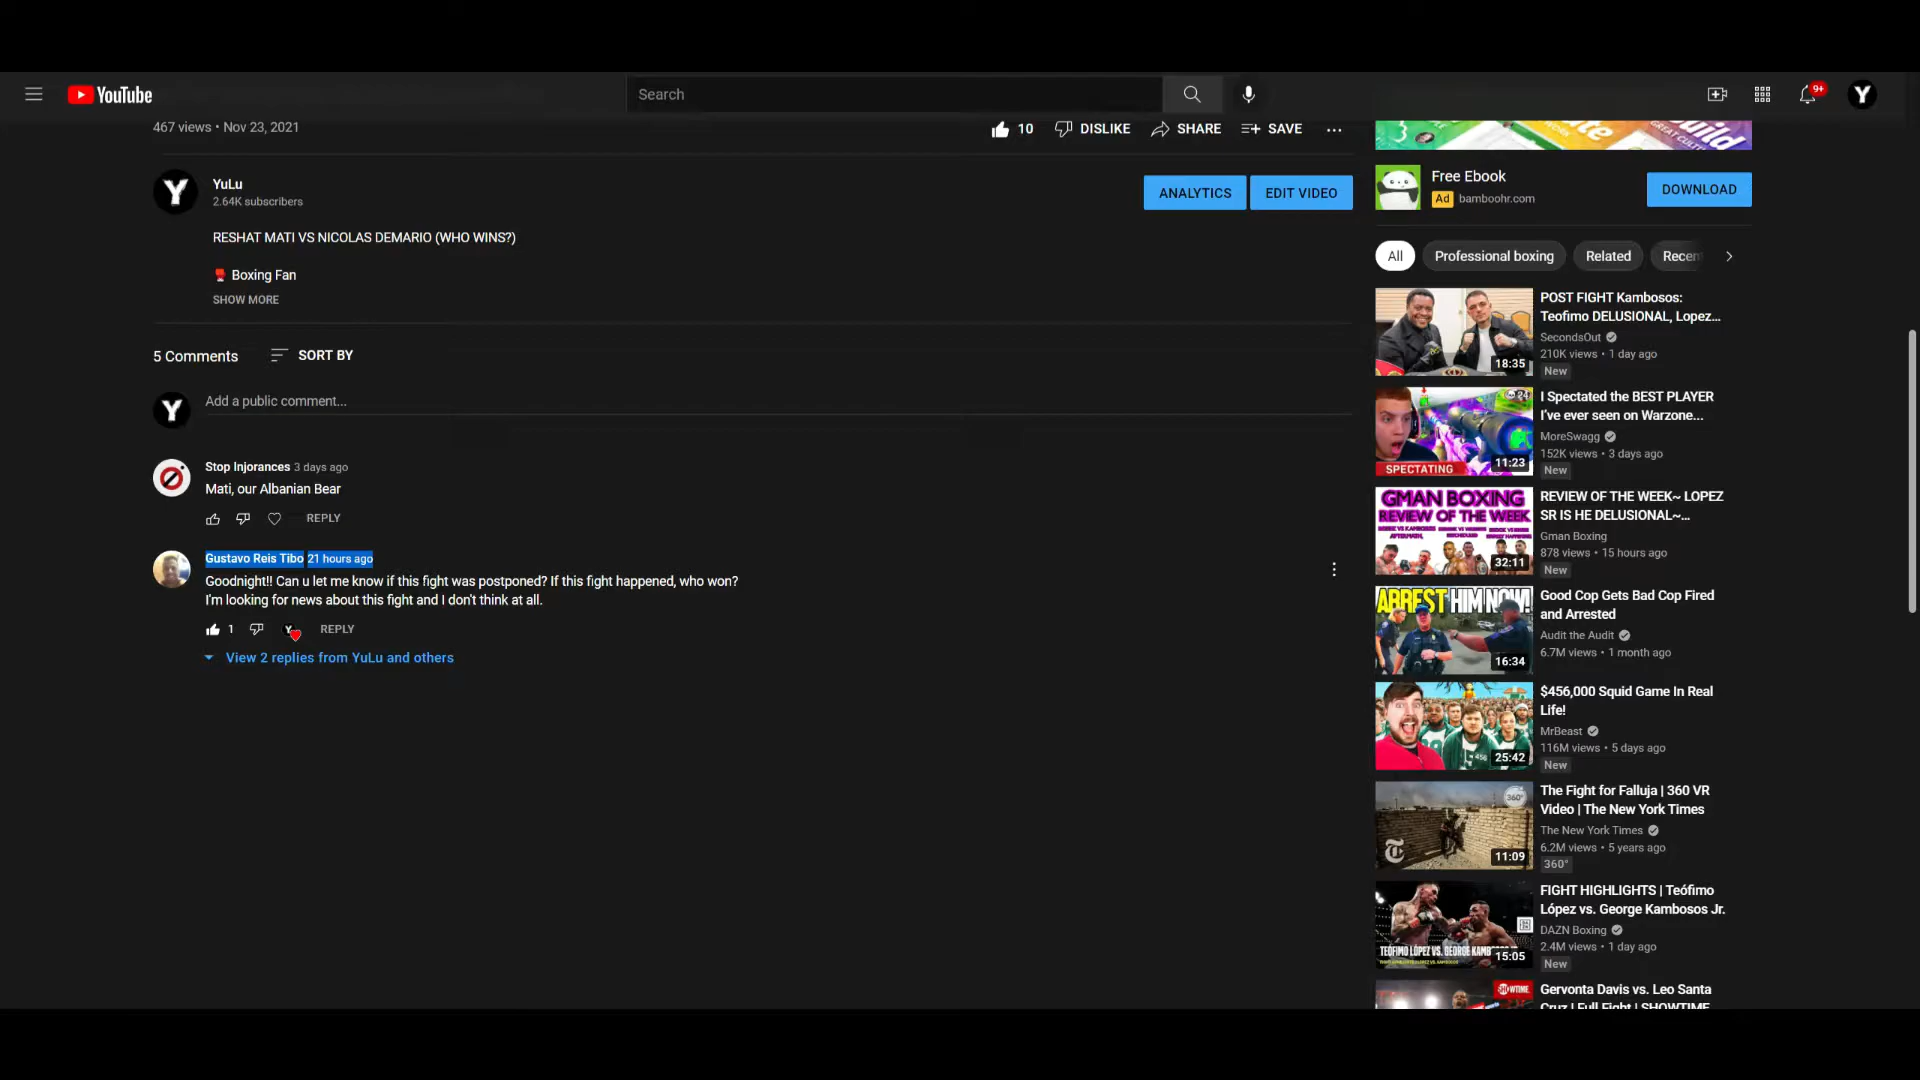 YouTube
Search
9+
Y
467 views • Nov 23, 2021
10
DISLIKE
SHARE
SAVE
Y
YuLu
2.64K subscribers
ANALYTICS
EDIT VIDEO
RESHAT MATI VS NICOLAS DEMARIO (WHO WINS?)
Boxing Fan
SHOW MORE
5 Comments
SORT BY
Y
Add a public comment...
Stop Injorances 3 days ago
Mati, our Albanian Bear
REPLY
Gustavo Reis Tibo 21 hours ago
Goodnight!! Can u let me know if this fight was postponed? If this fight happened, who won?
I'm looking for news about this fight and I don't think at all.
1
Y
REPLY
View 2 replies from YuLu and others
Free Ebook
Ad bamboohr.com
DOWNLOAD
All
Professional boxing
Related
Recen
18:35
POST FIGHT Kambosos:
Teofimo DELUSIONAL, Lopez...
SecondsOut
210K views • 1 day ago
New
24
SPECTATING
11:23
I Spectated the BEST PLAYER
I've ever seen on Warzone...
MoreSwagg
152K views • 3 days ago
New
GMAN BOXING
REVIEW OF THE WEEK
32:11
REVIEW OF THE WEEK~ LOPEZ
SR IS HE DELUSIONAL~...
Gman Boxing
878 views • 15 hours ago
New
ARREST HIM NOW!
16:34
Good Cop Gets Bad Cop Fired
and Arrested
Audit the Audit
6.7M views • 1 month ago
456
25:42
$456,000 Squid Game In Real
Life!
MrBeast
116M views • 5 days ago
New
360°
T
11:09
The Fight for Falluja | 360 VR
Video | The New York Times
The New York Times
6.2M views • 5 years ago
360°
DAZN
TEÓFIMO LÓPEZ VS. GEORGE KAMB
15:05
FIGHT HIGHLIGHTS | Teófimo
López vs. George Kambosos Jr.
DAZN Boxing
2.4M views • 1 day ago
New
SHOWTIME
Gervonta Davis vs. Leo Santa
Cruz | Full Fight | SHOWTIME